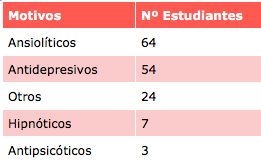 Motivos Nº Estudiantes
Ansiolíticos 64
Antidepresivos 54
Otros 24
Hipnóticos 7
Antipsicóticos 3